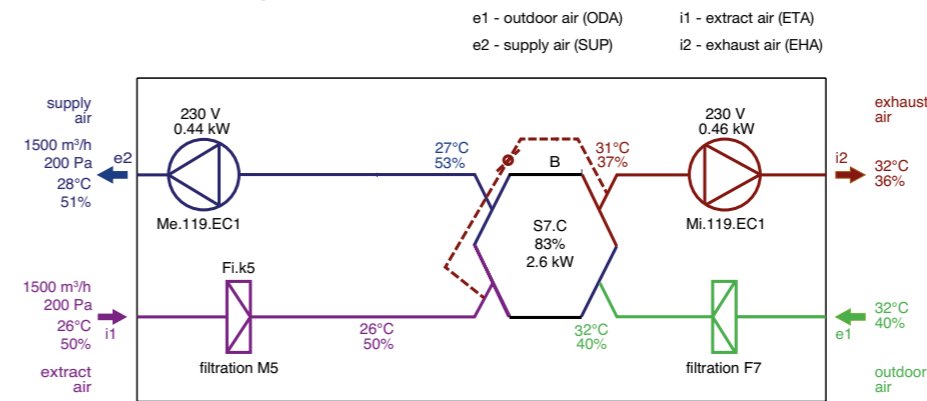 e1 - outdoor air (ODA)
i1 - extract air (ETA)
e2 - supply air (SUP)
i2 - exhaust air (EHA)
supply
air
1500 m³/h
200 Pa
e2
28°C
51%
230 V
0.44 kW
Me.119.EC1
27°C
53%
B
S7.C
83%
2.6 kW
31°C
37%
230 V
0.46 kW
Mi.119.EC1
exhaust
air
i2
32°C
36%
1500 m³/h
200 Pa
26°C
50%
i1
extract
air
Fi.k5
filtration M5
26°C
50%
32°C
40%
filtration F7
32°C
40%
e1
outdoor
air